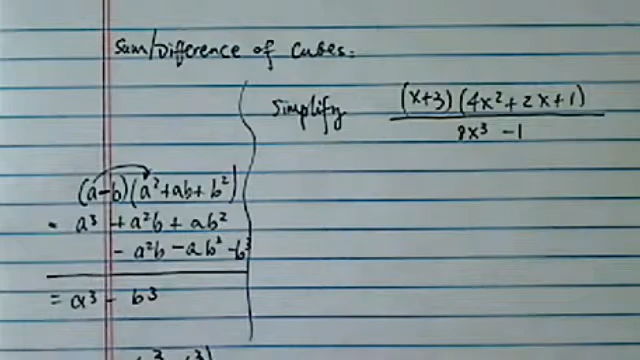 Sum/Difference of Cubes:
Simplify (x+3)(4x²+2x+1)
8x³ - 1
(a-b)(a²+ab+b²)
= a³ + a²b + ab²
- a²b - ab² - b³
= a³ - b³